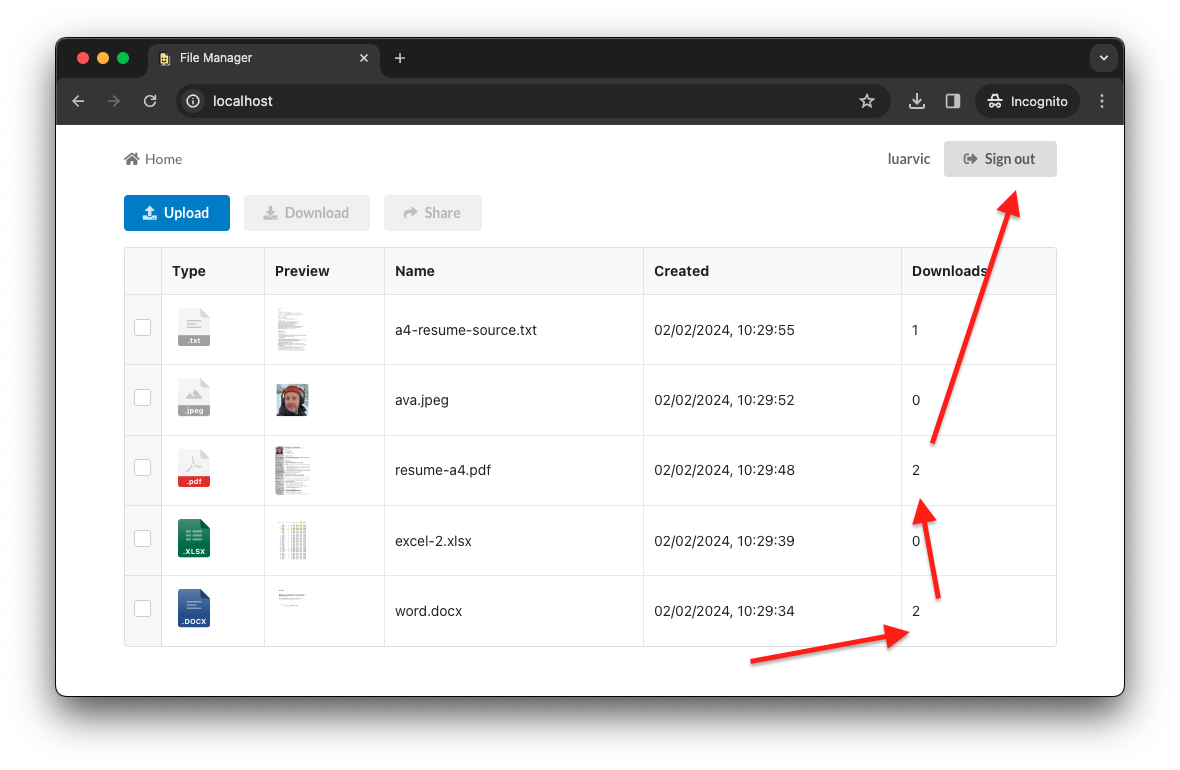 File Manager
localhost
Incognito
Home
luarvic
Sign out
Upload
Download
Share
Type Preview Name Created Downloads
.txt a4-resume-source.txt 02/02/2024, 10:29:55 1
.jpeg ava.jpeg 02/02/2024, 10:29:52 0
.pdf resume-a4.pdf 02/02/2024, 10:29:48 2
.XLSX excel-2.xlsx 02/02/2024, 10:29:39 0
.DOCX word.docx 02/02/2024, 10:29:34 2